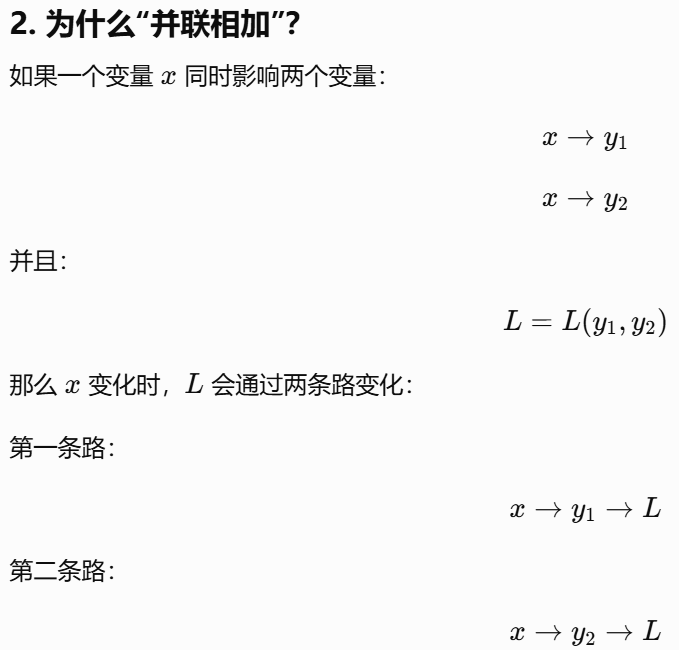 2. 为什么“并联相加”？
如果一个变量 x 同时影响两个变量：
x → y₁
x → y₂
并且：
L = L(y₁, y₂)
那么 x 变化时，L 会通过两条路变化：
第一条路：
x → y₁ → L
第二条路：
x → y₂ → L